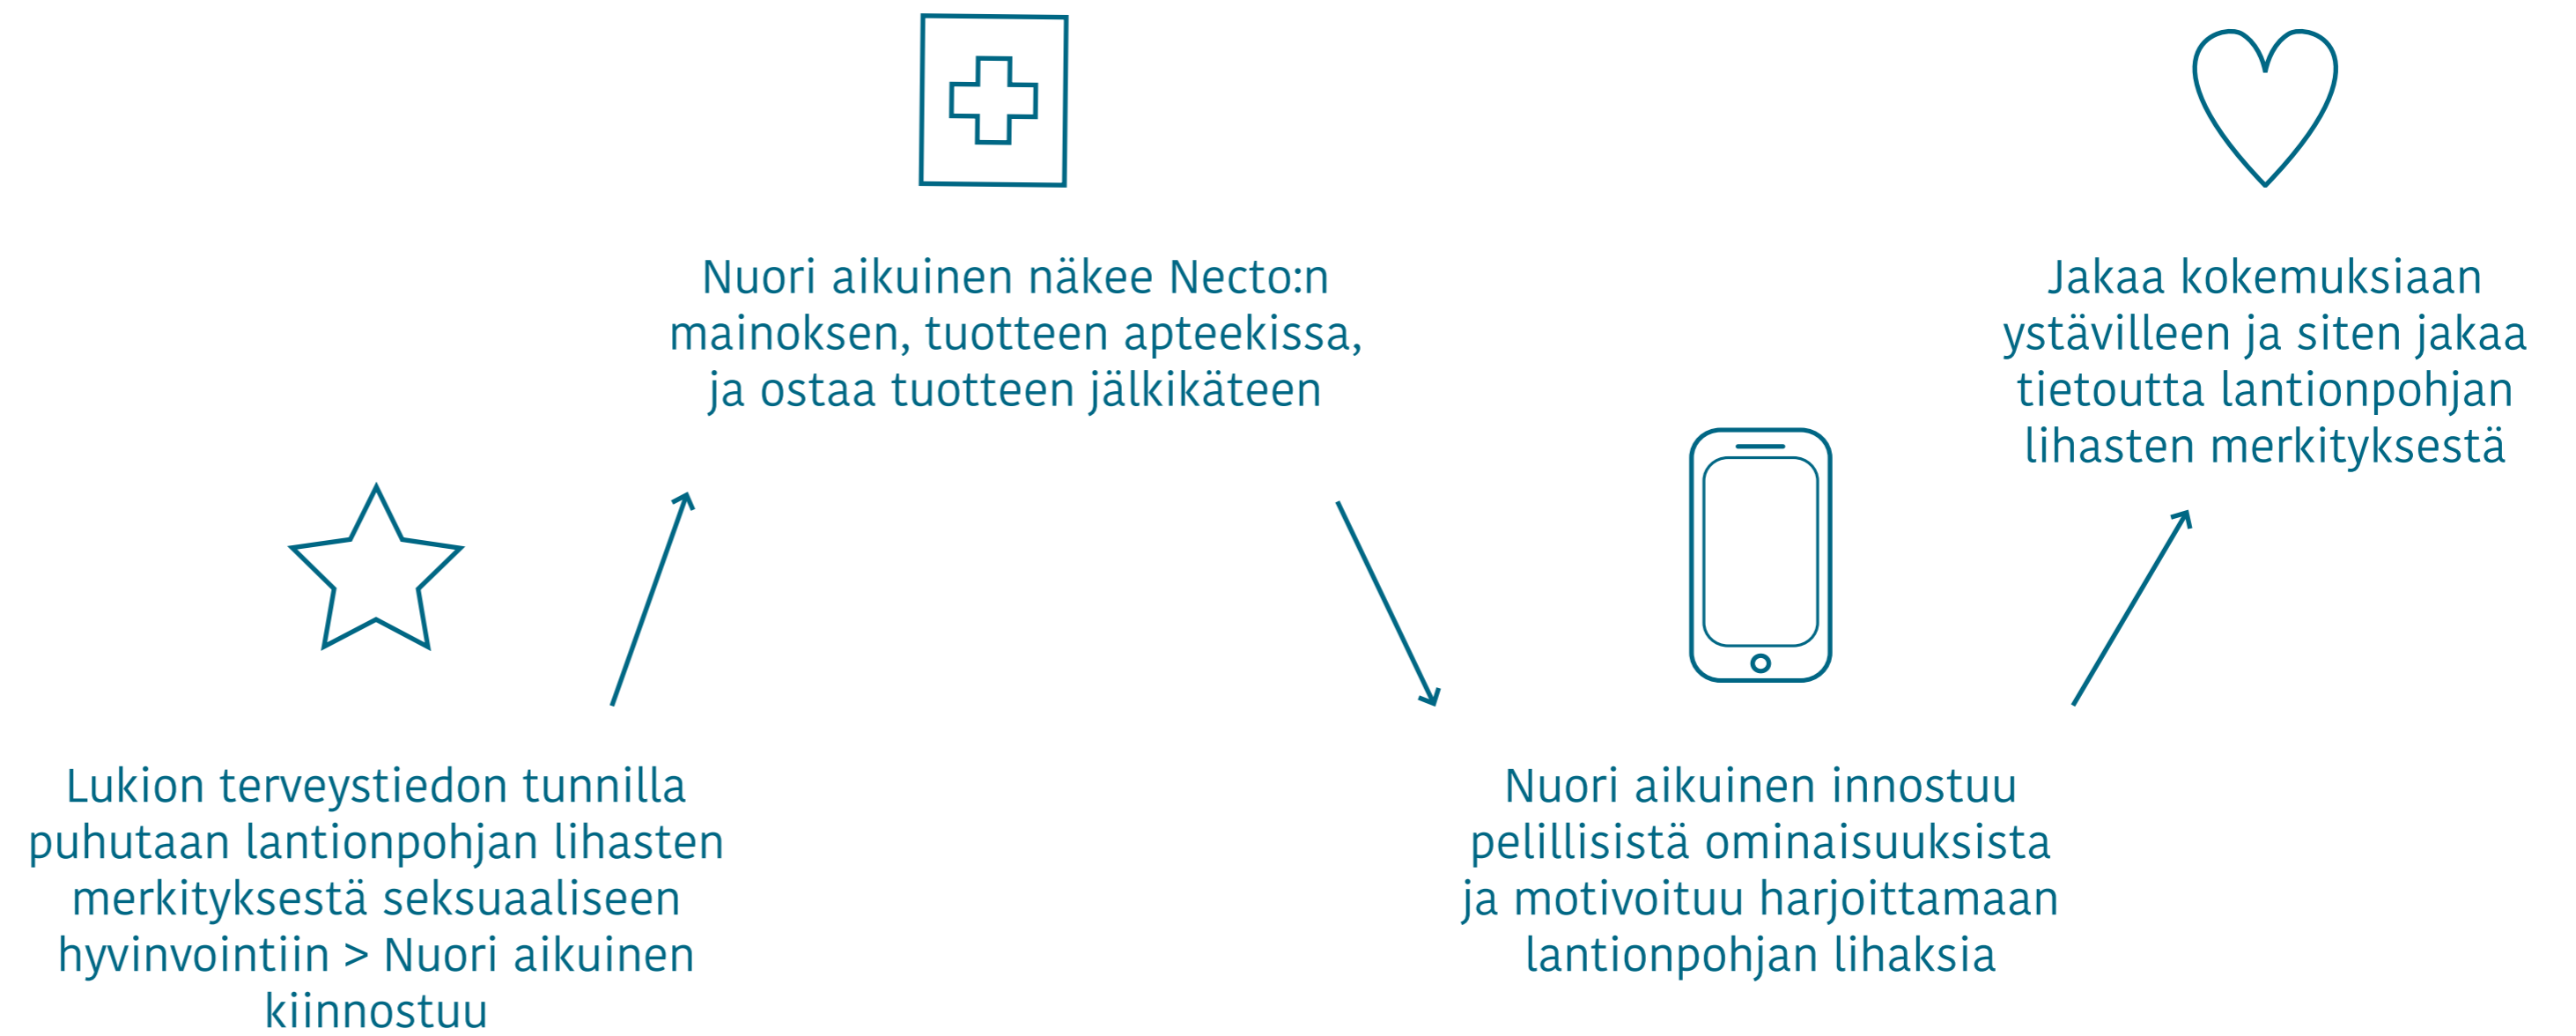 Lukion terveystiedon tunnilla
puhutaan lantionpohjan lihasten
merkityksestä seksuaaliseen
hyvinvointiin > Nuori aikuinen
kiinnostuu
Nuori aikuinen näkee Necto:n
mainoksen, tuotteen apteekissa,
ja ostaa tuotteen jälkikäteen
Nuori aikuinen innostuu
pelillisistä ominaisuuksista
ja motivoituu harjoittamaan
lantionpohjan lihaksia
Jakaa kokemuksiaan
ystävilleen ja siten jakaa
tietoutta lantionpohjan
lihasten merkityksestä